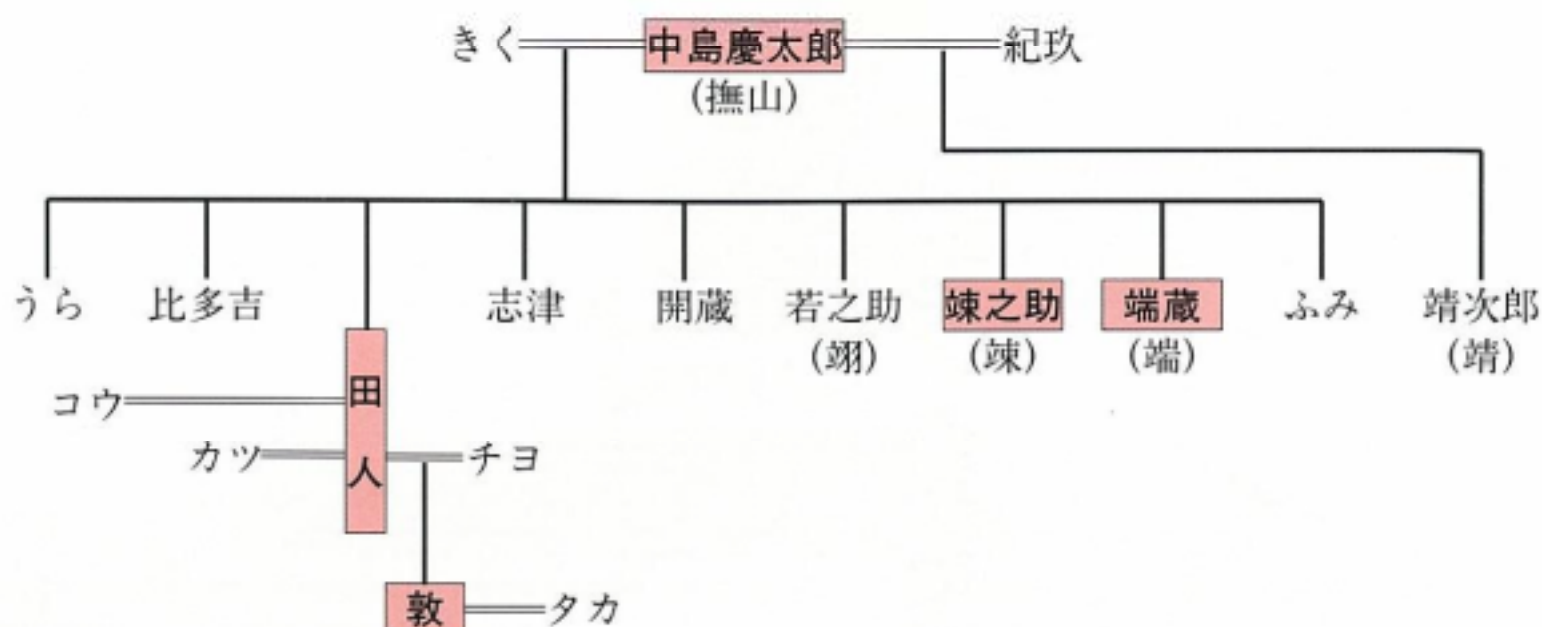 きく 中島慶太郎 紀玖
(撫山)
うら 比多吉 志津 開蔵 若之助 竦之助 端蔵 ふみ 靖次郎
(翊) (竦) (端) (靖)
田人
コウ
カツ チヨ
敦 タカ